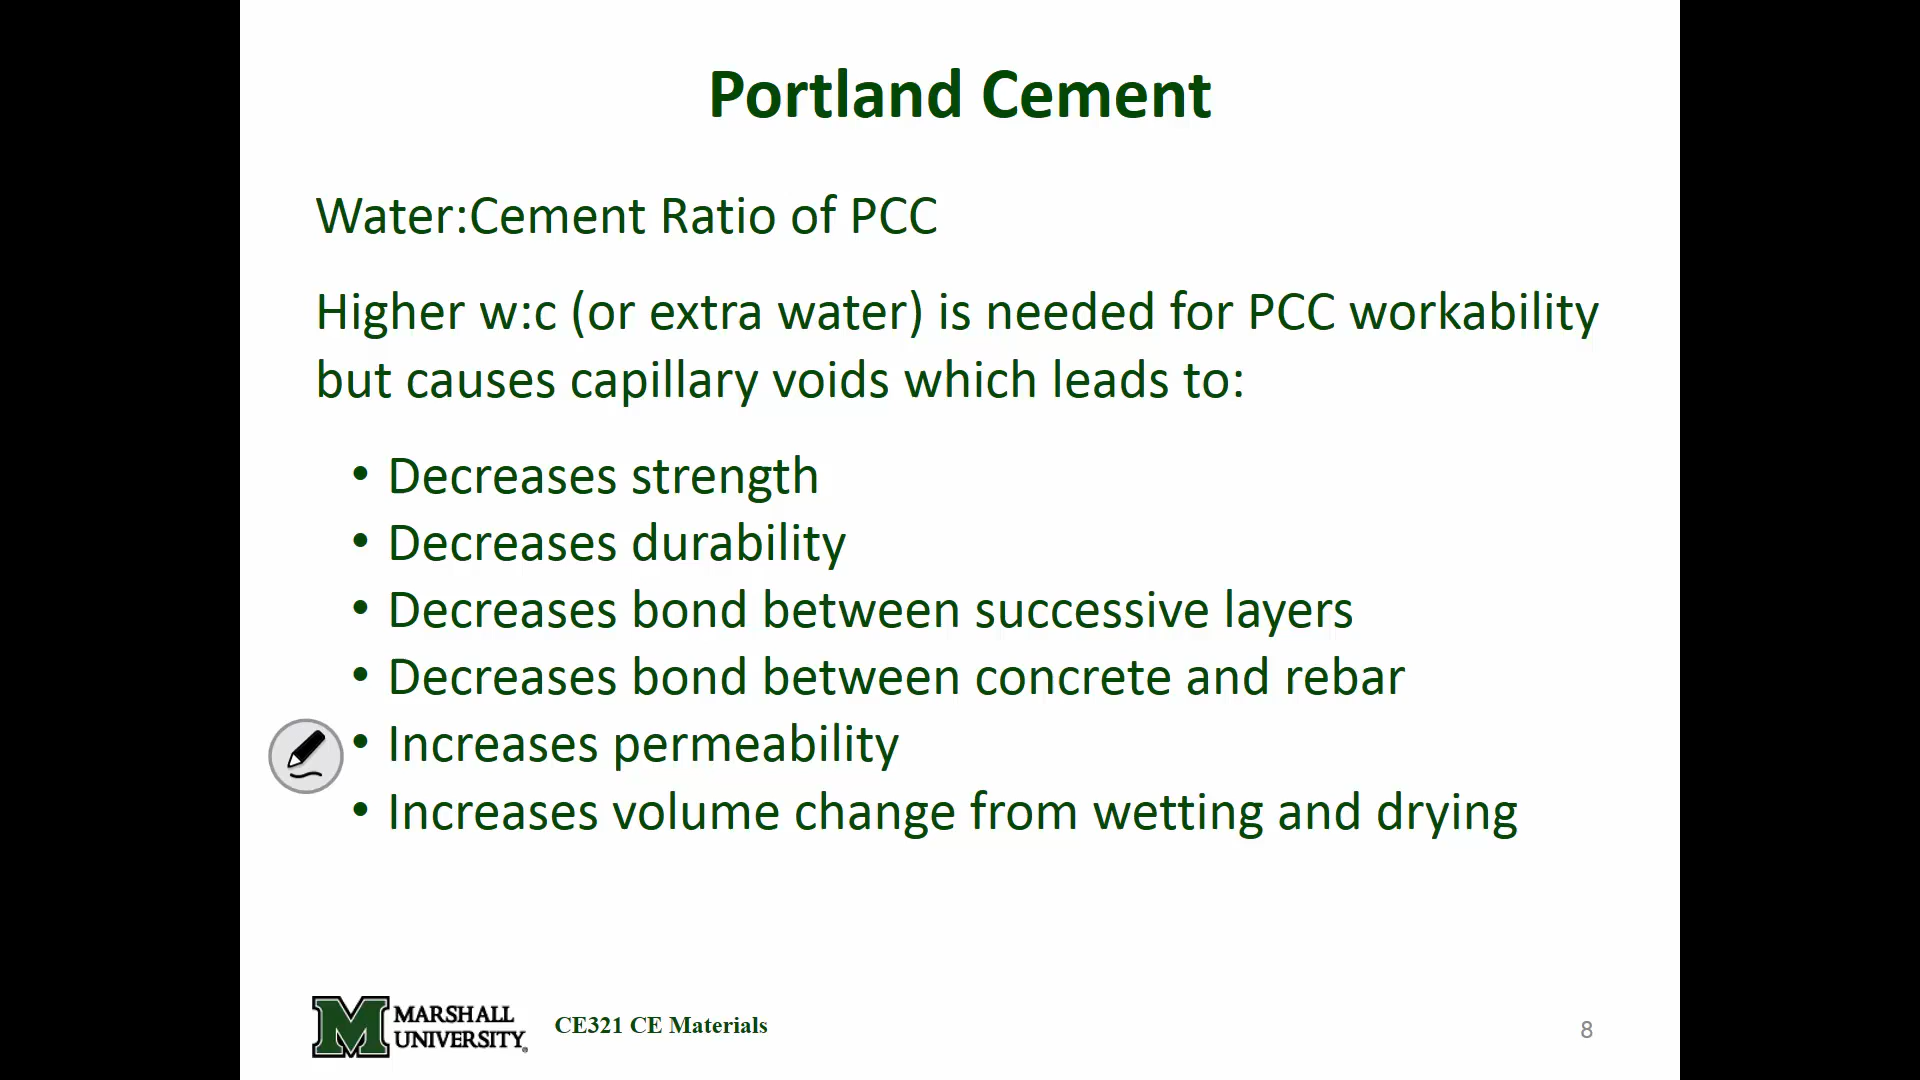 Portland Cement
Water:Cement Ratio of PCC
Higher w:c (or extra water) is needed for PCC workability
but causes capillary voids which leads to:
• Decreases strength
• Decreases durability
• Decreases bond between successive layers
• Decreases bond between concrete and rebar
• Increases permeability
• Increases volume change from wetting and drying
M MARSHALL
UNIVERSITY®
CE321 CE Materials
8